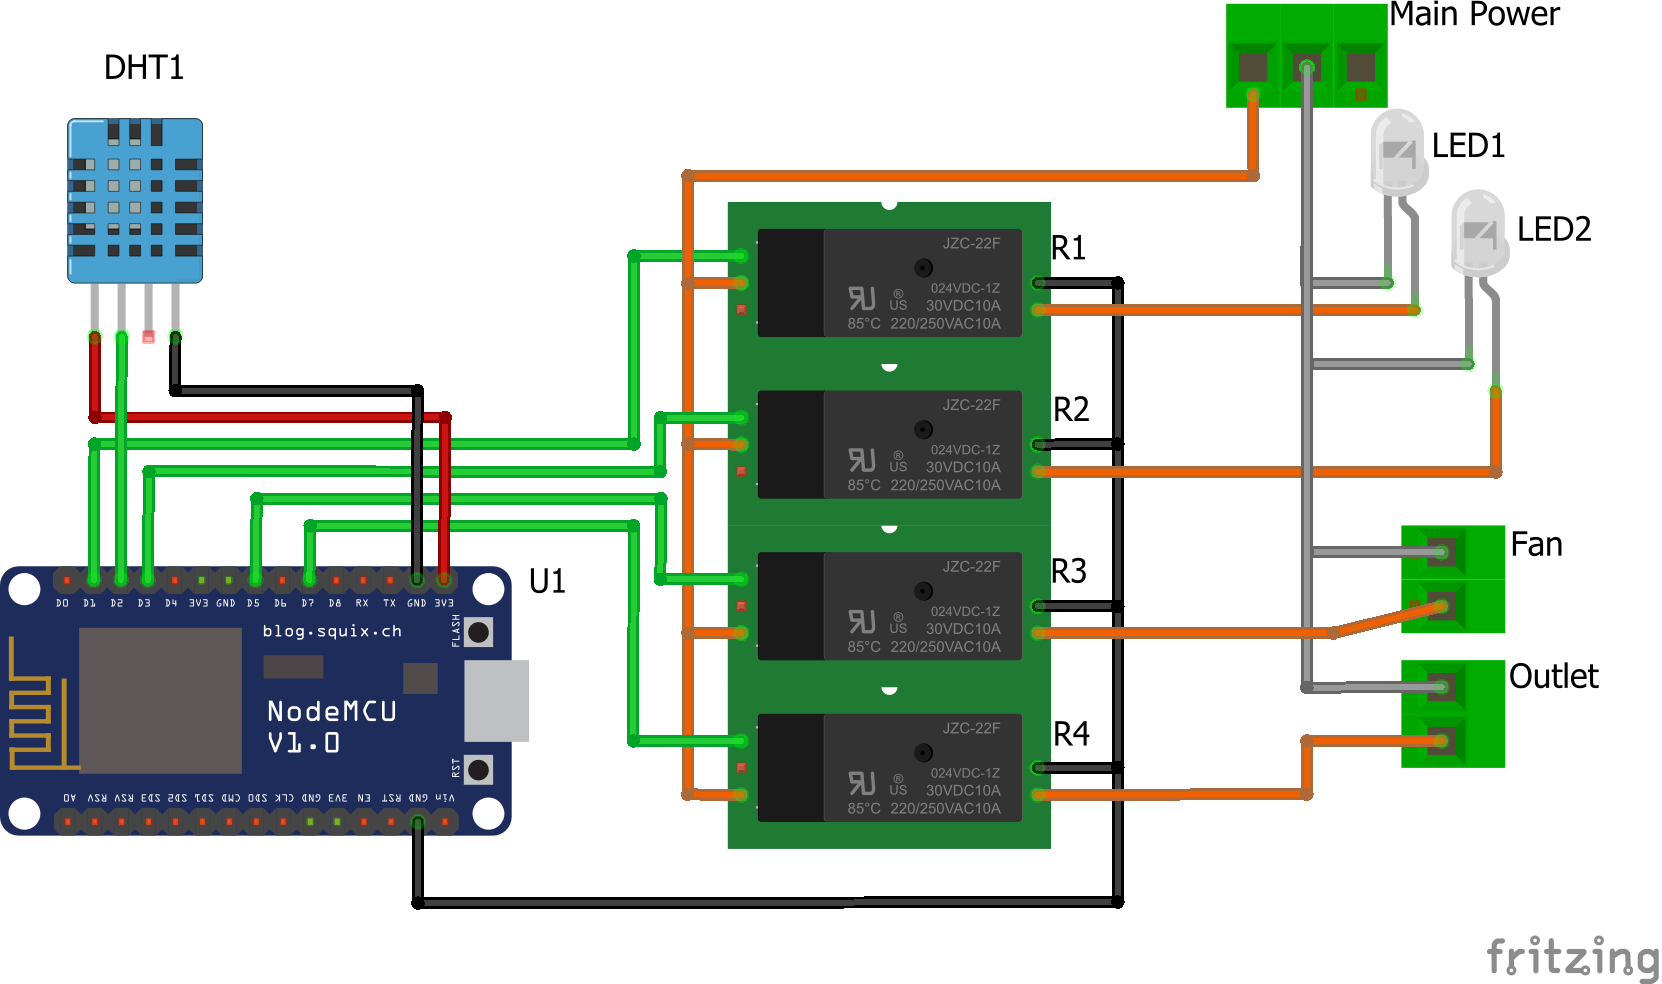 Main Power
DHT1
LED1
LED2
JZC-22F
R1
024VDC-1Z
® US 30VDC10A
85°C 220/250VAC10A
JZC-22F
R2
024VDC-1Z
® US 30VDC10A
85°C 220/250VAC10A
Fan
JZC-22F
R3
024VDC-1Z
® US 30VDC10A
85°C 220/250VAC10A
U1
D0 D1 D2 D3 D4 3V3 GND D5 D6 D7 D8 RX TX GND 3V3
blog.squix.ch
FLASH
Outlet
NodeMCU
V1.0
JZC-22F
R4
024VDC-1Z
® US 30VDC10A
85°C 220/250VAC10A
RST
A0 RSV RSV SD3 SD2 SD1 CMD SD0 CLK GND 3V3 EN RST GND Vin
fritzing